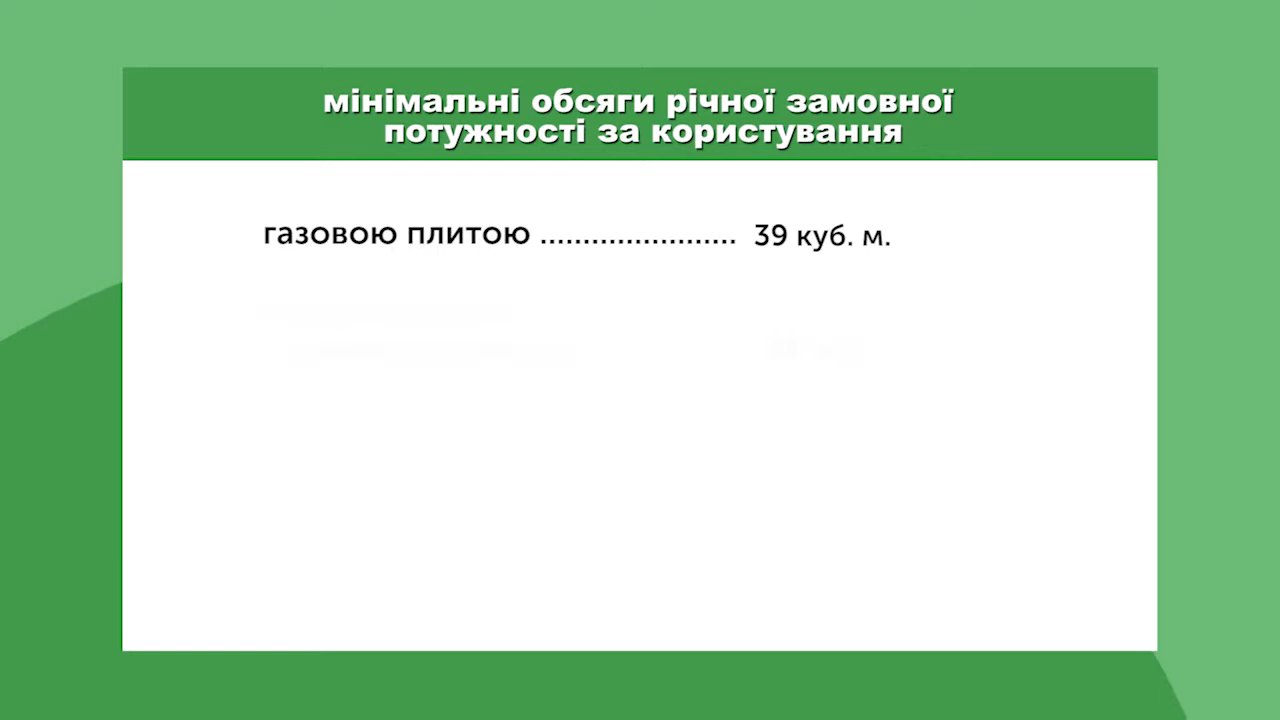 мінімальні обсяги річної замовної
потужності за користування
газовою плитою ....................... 39 куб. м.